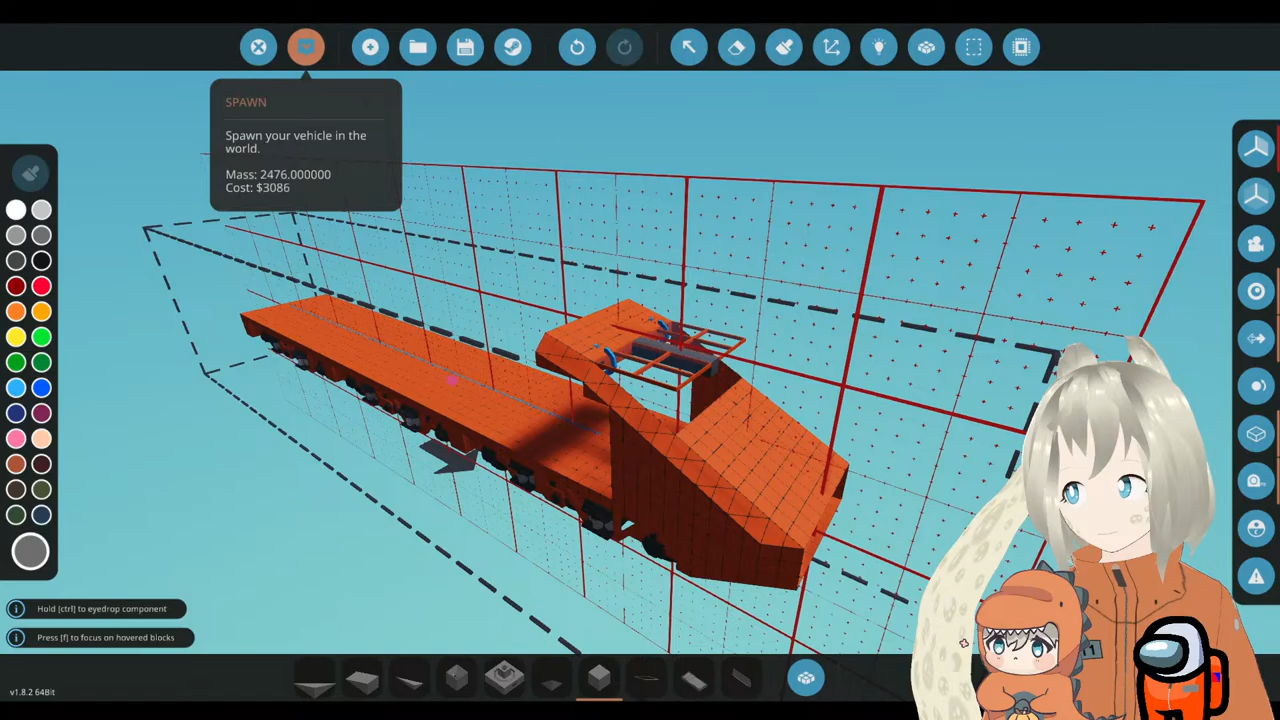 SPAWN
Spawn your vehicle in the
world.
Mass: 2476.000000
Cost: $3086
Hold [ctrl] to eyedrop component
Press [f] to focus on hovered blocks
v1.8.2 64Bit